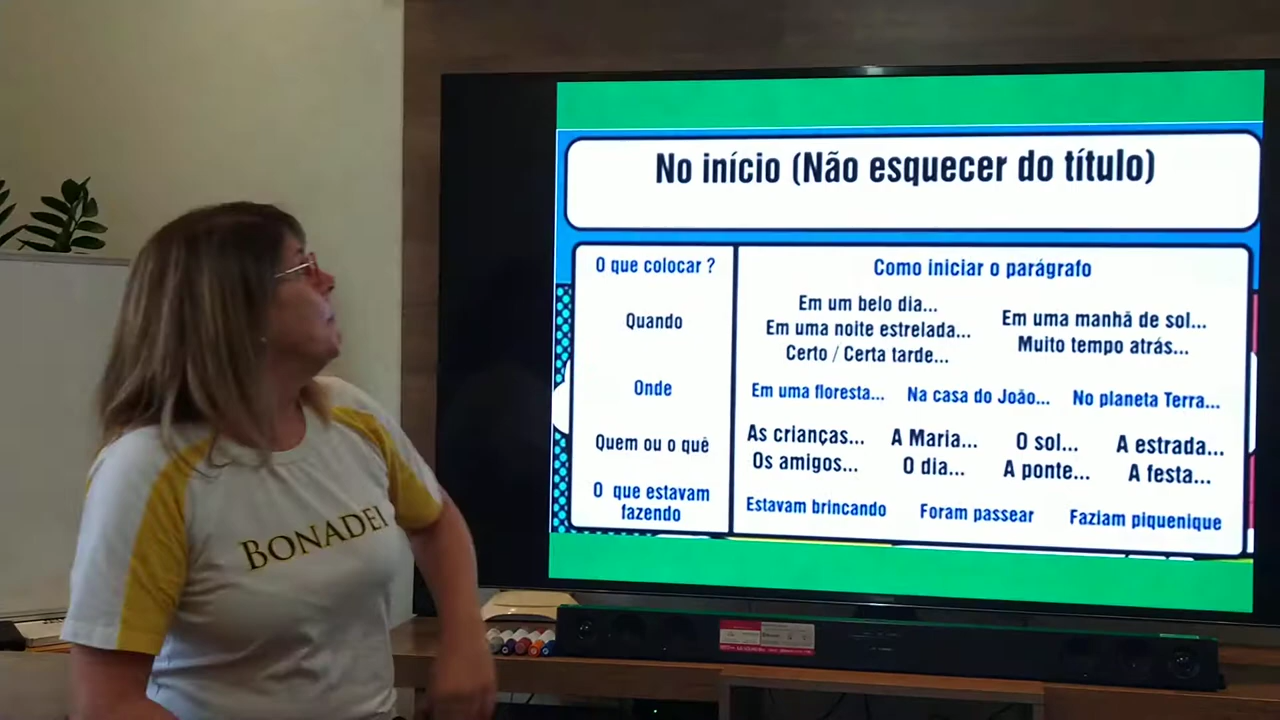 No início (Não esquecer do título)
O que colocar ?
Como iniciar o parágrafo
Quando
Em um belo dia...
Em uma noite estrelada...
Certo / Certa tarde...
Em uma manhã de sol...
Muito tempo atrás...
Onde
Em uma floresta...
Na casa do João...
No planeta Terra...
Quem ou o quê
As crianças...
A Maria...
O sol...
A estrada...
Os amigos...
O dia...
A ponte...
A festa...
O que estavam
fazendo
Estavam brincando
Foram passear
Faziam piquenique
BONADEI